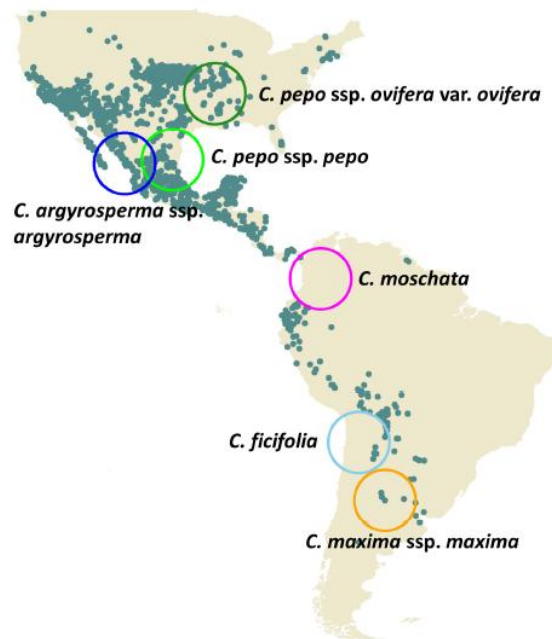 C. pepo ssp. ovifera var. ovifera
C. pepo ssp. pepo
C. argyrosperma ssp.
argyrosperma
C. moschata
C. ficifolia
C. maxima ssp. maxima